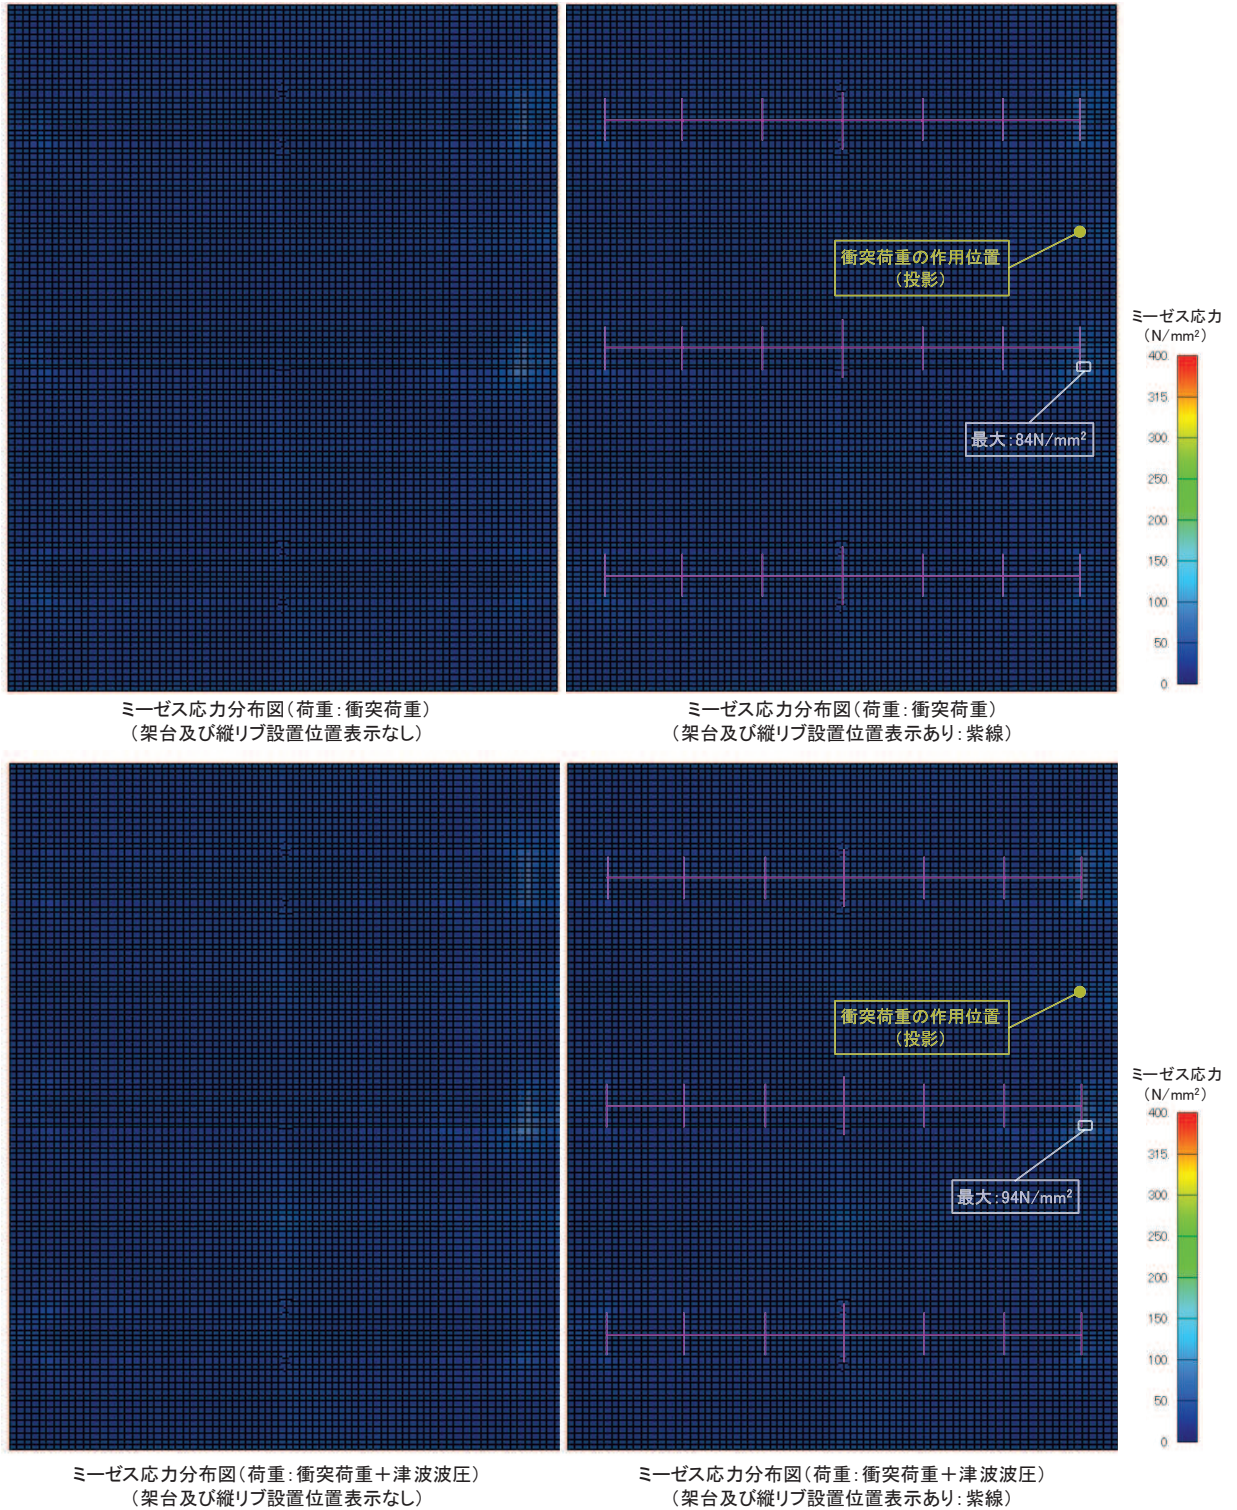 衝突荷重の作用位置
（投影）
最大：84N/mm²
ミーゼス応力
（N/mm²）
400.
315.
300.
250.
200.
150.
100.
50.
0.
ミーゼス応力分布図（荷重：衝突荷重）
（架台及び縦リブ設置位置表示なし）
ミーゼス応力分布図（荷重：衝突荷重）
（架台及び縦リブ設置位置表示あり：紫線）
衝突荷重の作用位置
（投影）
最大：94N/mm²
ミーゼス応力
（N/mm²）
400.
315.
300.
250.
200.
150.
100.
50.
0.
ミーゼス応力分布図（荷重：衝突荷重＋津波波圧）
（架台及び縦リブ設置位置表示なし）
ミーゼス応力分布図（荷重：衝突荷重＋津波波圧）
（架台及び縦リブ設置位置表示あり：紫線）